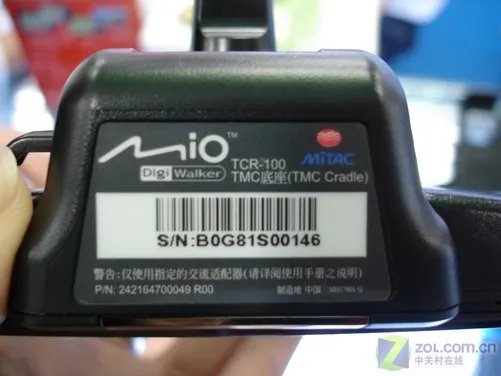 Mio™
DigiWalker
TCR-100
TMC底座(TMC Cradle)
MiTAC
S/N:B0G81S00146
警告:仅使用指定的交流适配器(请详阅使用手册之说明)
P/N: 242164700049 R00
制造地 中国
ZOL.COM.CN
中关村在线